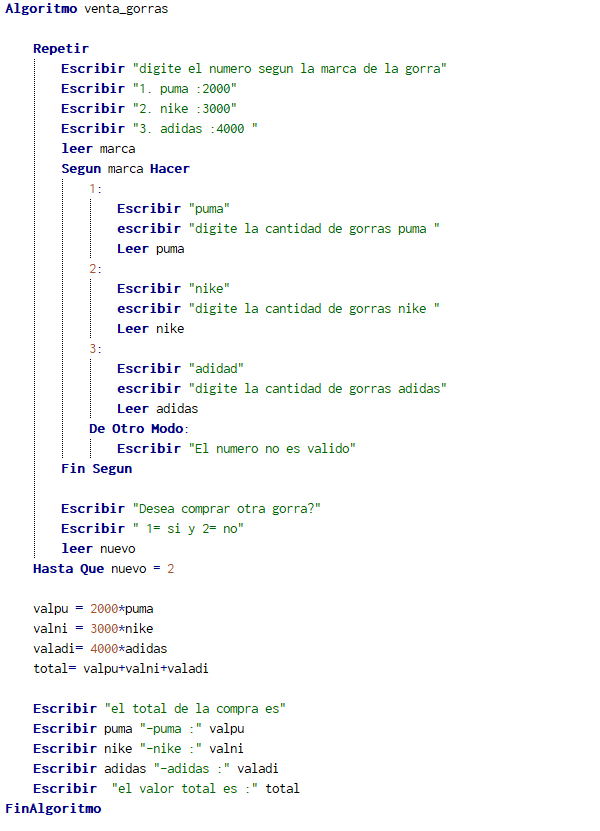 Algoritmo venta_gorras
Repetir
Escribir "digite el numero segun la marca de la gorra"
Escribir "1. puma :2000"
Escribir "2. nike :3000"
Escribir "3. adidas :4000 "
leer marca
Segun marca Hacer
1:
Escribir "puma"
escribir "digite la cantidad de gorras puma "
Leer puma
2:
Escribir "nike"
escribir "digite la cantidad de gorras nike "
Leer nike
3:
Escribir "adidad"
escribir "digite la cantidad de gorras adidas"
Leer adidas
De Otro Modo:
Escribir "El numero no es valido"
Fin Segun
Escribir "Desea comprar otra gorra?"
Escribir " 1= si y 2= no"
leer nuevo
Hasta Que nuevo = 2
valpu = 2000*puma
valni = 3000*nike
valadi= 4000*adidas
total= valpu+valni+valadi
Escribir "el total de la compra es"
Escribir puma "-puma :" valpu
Escribir nike "-nike :" valni
Escribir adidas "-adidas :" valadi
Escribir  "el valor total es :" total
FinAlgoritmo